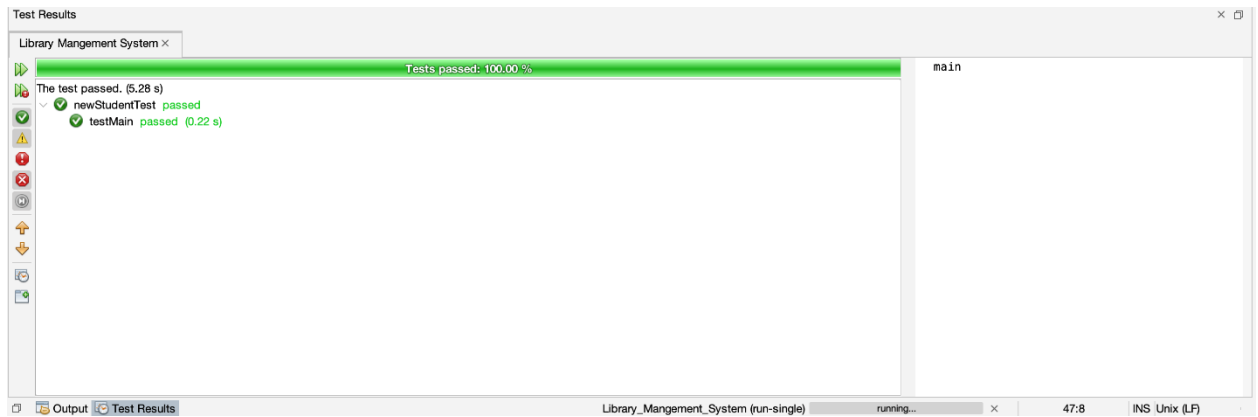 Test Results
Library Mangement System
Tests passed: 100.00 %
main
The test passed. (5.28 s)
newStudentTest passed
testMain passed (0.22 s)
Output Test Results Library_Mangement_System (run-single) running... 47:8 INS Unix (LF)